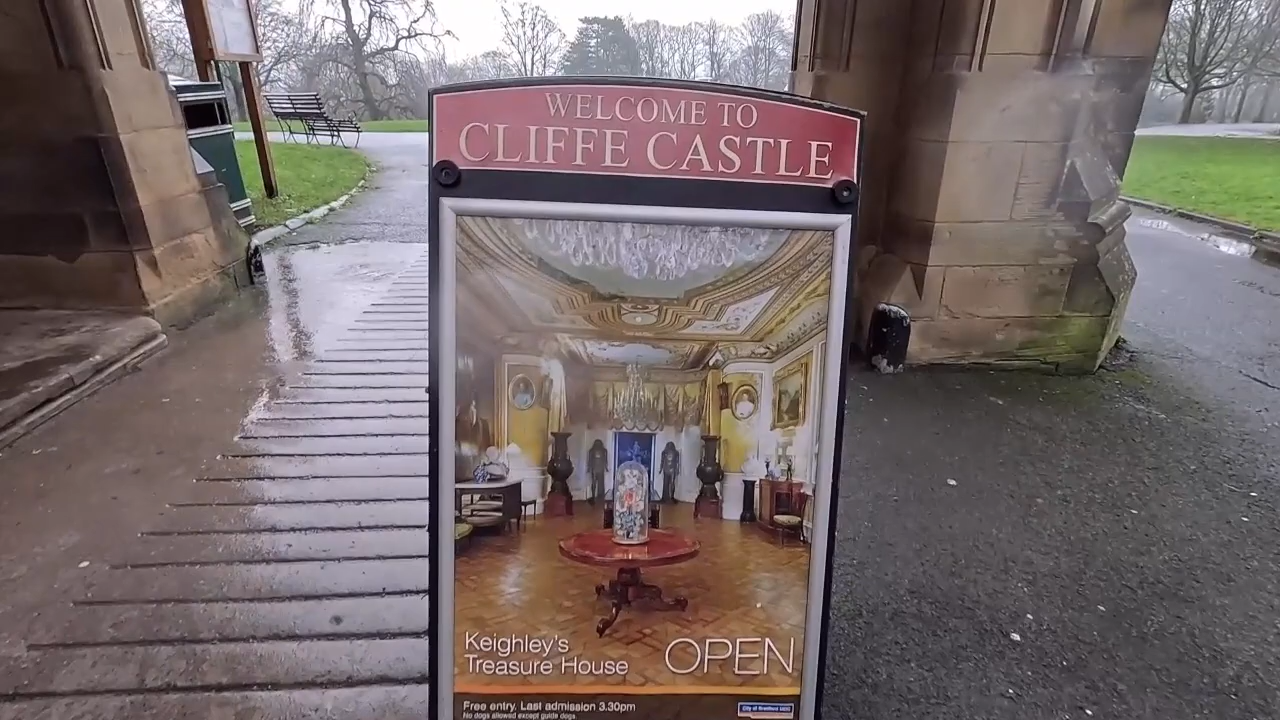 WELCOME TO
CLIFFE CASTLE
Keighley's
Treasure House
OPEN
Free entry. Last admission 3.30pm
No dogs allowed except guide dogs
City of Bradford MDC